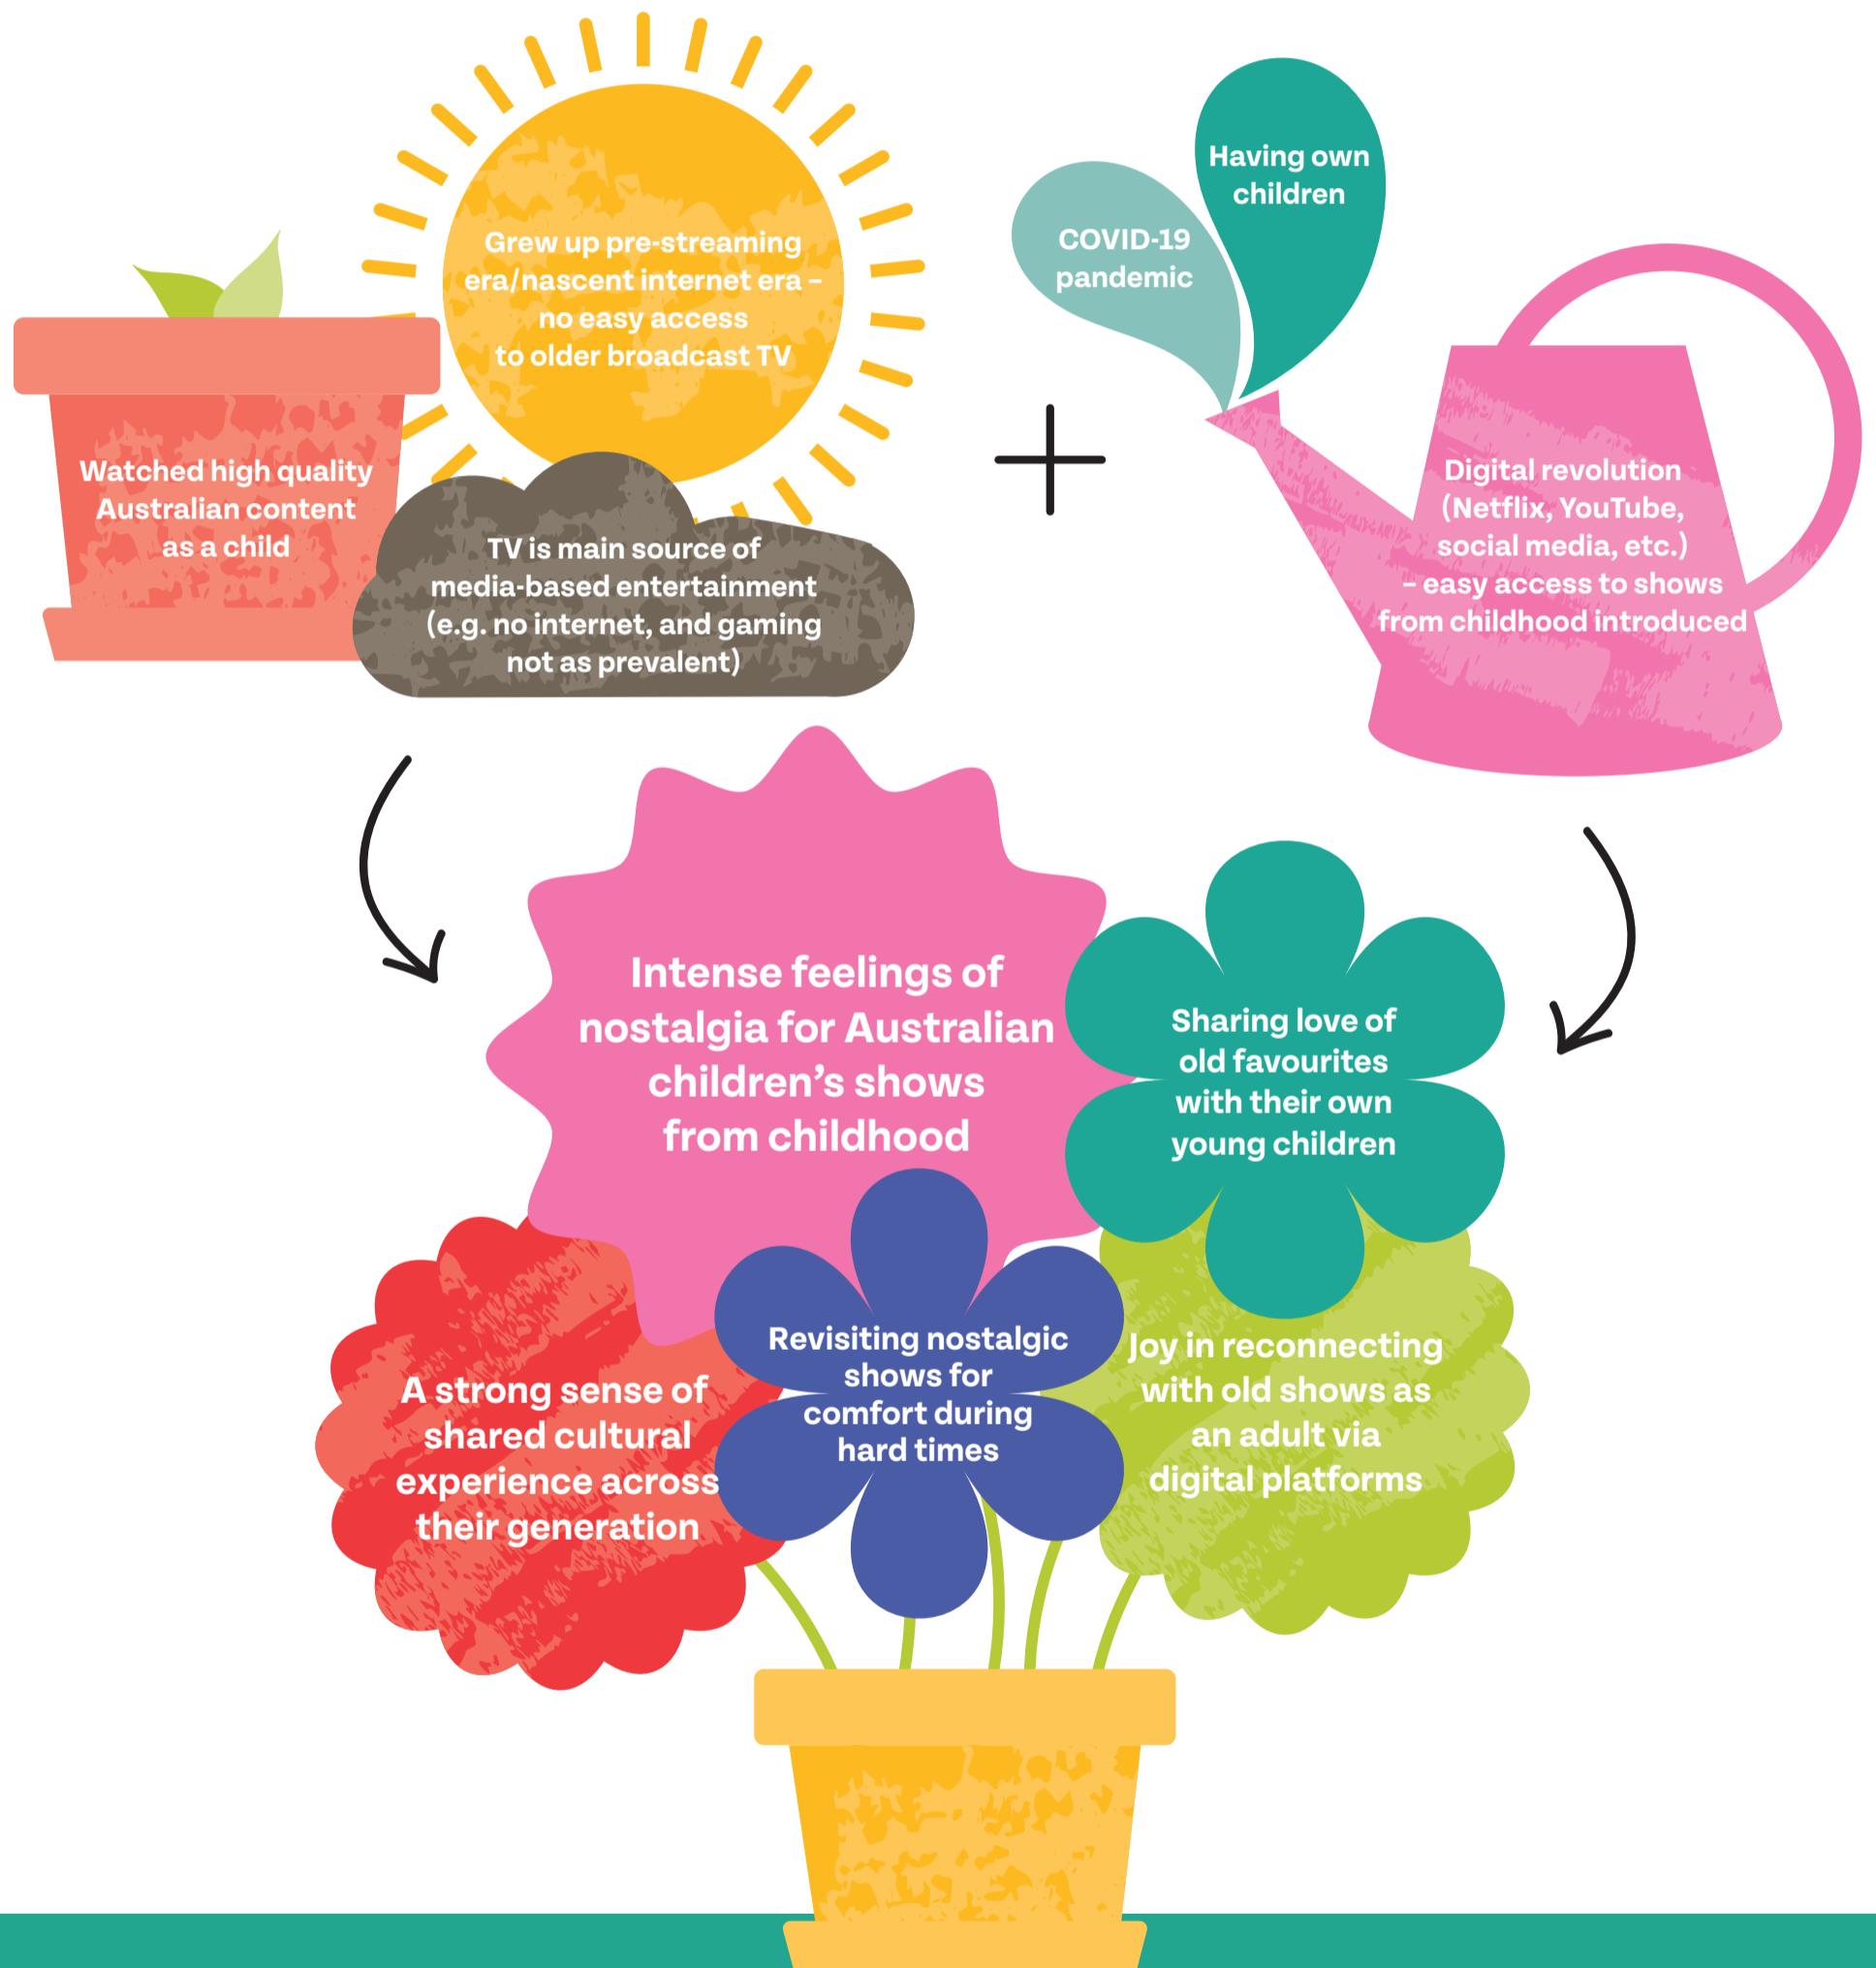 Grew up pre-streaming
era/nascent internet era –
no easy access
to older broadcast TV
Watched high quality
Australian content
as a child
TV is main source of
media-based entertainment
(e.g. no internet, and gaming
not as prevalent)
COVID-19
pandemic
Having own
children
Digital revolution
(Netflix, YouTube,
social media, etc.)
– easy access to shows
from childhood introduced
Intense feelings of
nostalgia for Australian
children’s shows
from childhood
Sharing love of
old favourites
with their own
young children
A strong sense of
shared cultural
experience across
their generation
Revisiting nostalgic
shows for
comfort during
hard times
Joy in reconnecting
with old shows as
an adult via
digital platforms